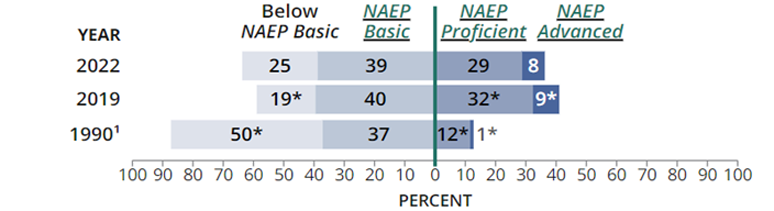 Below NAEP NAEP NAEP
YEAR NAEP Basic Basic Proficient Advanced
2022 25 39 29 8
2019 19* 40 32* 9*
1990¹ 50* 37 12* 1*
100 90 80 70 60 50 40 30 20 10 0 10 20 30 40 50 60 70 80 90 100
PERCENT